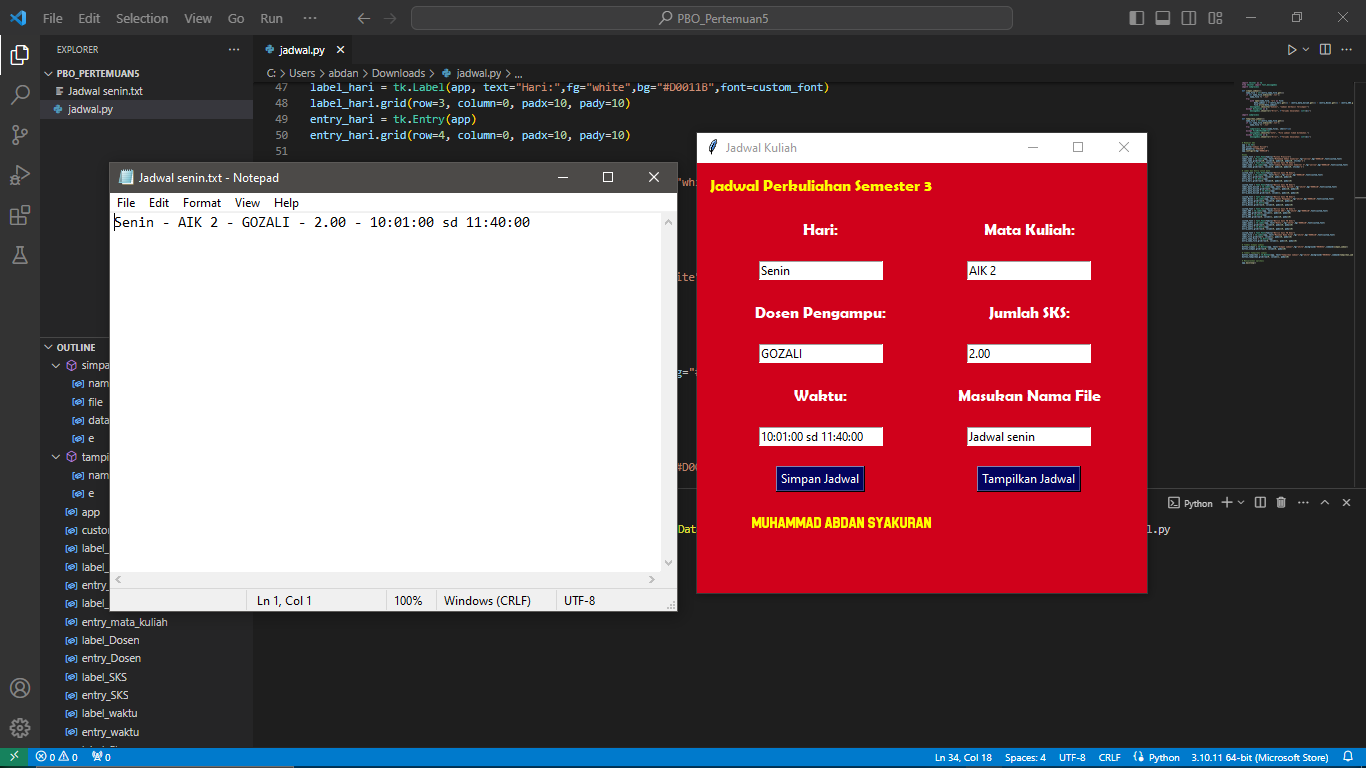 File Edit Selection View Go Run ··· PBO_Pertemuan5
EXPLORER ···
PBO_PERTEMUAN5
Jadwal senin.txt
jadwal.py
jadwal.py
C: > Users > abdan > Downloads > jadwal.py > ...
47 label_hari = tk.Label(app, text="Hari:",fg="white",bg="#D0011B",font=custom_font)
48 label_hari.grid(row=3, column=0, padx=10, pady=10)
49 entry_hari = tk.Entry(app)
50 entry_hari.grid(row=4, column=0, padx=10, pady=10)
51
Jadwal senin.txt - Notepad
File Edit Format View Help
Senin - AIK 2 - GOZALI - 2.00 - 10:01:00 sd 11:40:00
Ln 1, Col 1 100% Windows (CRLF) UTF-8
Jadwal Kuliah
Jadwal Perkuliahan Semester 3
Hari: Mata Kuliah:
Senin AIK 2
Dosen Pengampu: Jumlah SKS:
GOZALI 2.00
Waktu: Masukan Nama File
10:01:00 sd 11:40:00 Jadwal senin
Simpan Jadwal Tampilkan Jadwal
MUHAMMAD ABDAN SYAKURAN
OUTLINE
simpa
nam
file
data
e
tampi
nam
e
app
custo
label_
label_
entry_
label_
entry_mata_kuliah
label_Dosen
entry_Dosen
label_SKS
entry_SKS
label_waktu
entry_waktu
Python
l.py
0 0 0 Ln 34, Col 18 Spaces: 4 UTF-8 CRLF Python 3.10.11 64-bit (Microsoft Store)